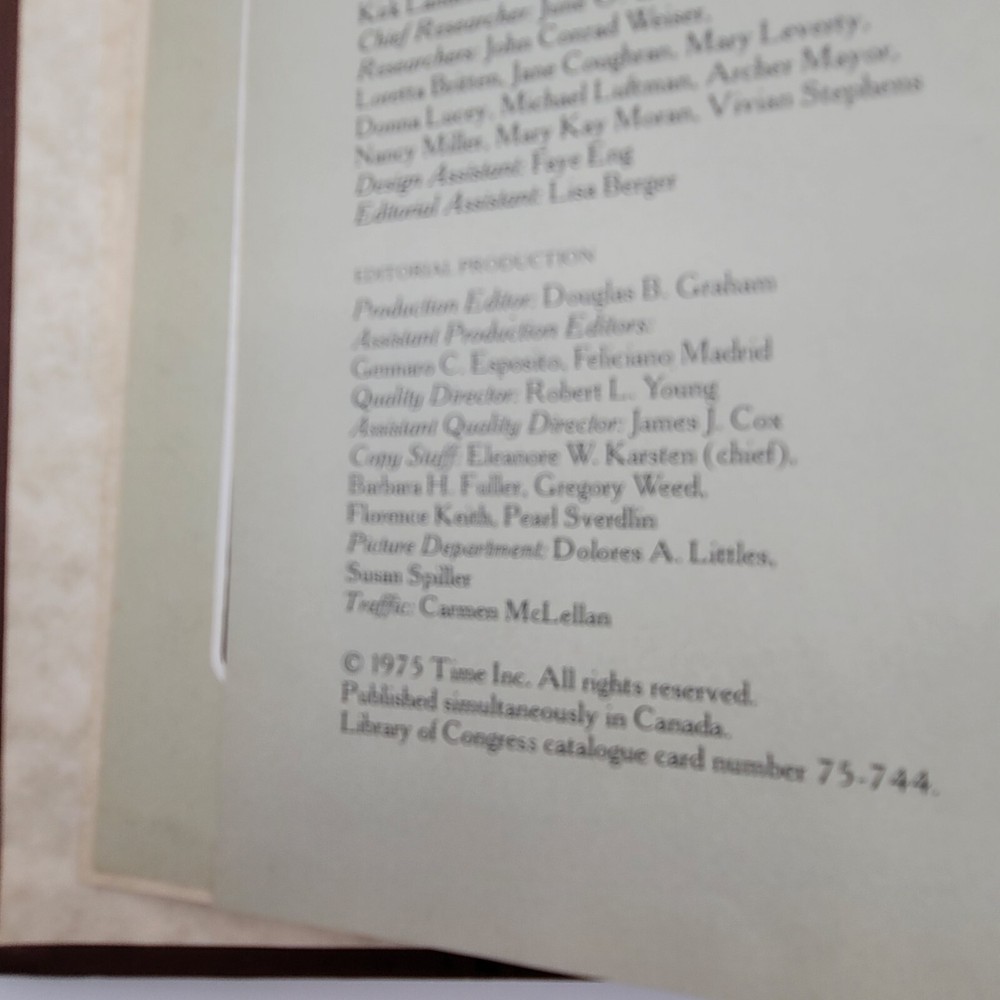 Chief Researcher: Jane
Researchers: John Conrad Weiser,
Loretta Britten, Jane Coughran, Mary Leverty,
Donna Lucey, Michael Luftman, Archer Mayor,
Nancy Miller, Mary Kay Moran, Vivian Stephens
Design Assistant: Faye Eng
Editorial Assistant: Lisa Berger
EDITORIAL PRODUCTION
Production Editor: Douglas B. Graham
Assistant Production Editors:
Gennaro C. Esposito, Feliciano Madrid
Quality Director: Robert L. Young
Assistant Quality Director: James J. Cox
Copy Staff: Eleanore W. Karsten (chief),
Barbara H. Fuller, Gregory Weed,
Florence Keith, Pearl Sverdlin
Picture Department: Dolores A. Littles,
Susan Spiller
Traffic: Carmen McLellan
© 1975 Time Inc. All rights reserved.
Published simultaneously in Canada.
Library of Congress catalogue card number 75-744.